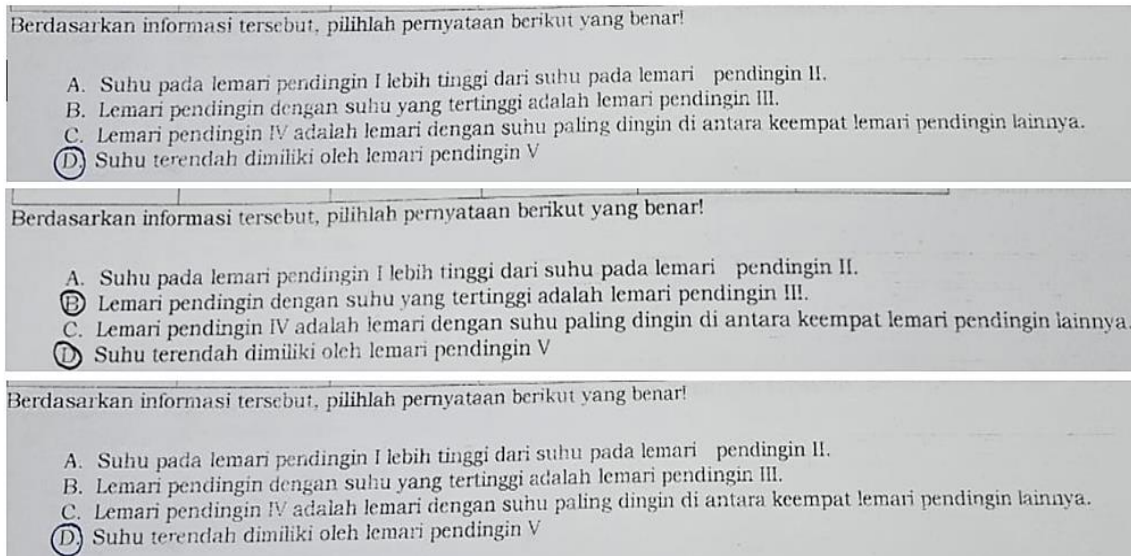 Berdasarkan informasi tersebut, pilihlah pernyataan berikut yang benar!
A. Suhu pada lemari pendingin I lebih tinggi dari suhu pada lemari pendingin II.
B. Lemari pendingin dengan suhu yang tertinggi adalah lemari pendingin III.
C. Lemari pendingin IV adalah lemari dengan suhu paling dingin di antara keempat lemari pendingin lainnya.
D. Suhu terendah dimiliki oleh lemari pendingin V
Berdasarkan informasi tersebut, pilihlah pernyataan berikut yang benar!
A. Suhu pada lemari pendingin I lebih tinggi dari suhu pada lemari pendingin II.
B Lemari pendingin dengan suhu yang tertinggi adalah lemari pendingin III.
C. Lemari pendingin IV adalah lemari dengan suhu paling dingin di antara keempat lemari pendingin lainnya.
D Suhu terendah dimiliki oleh lemari pendingin V
Berdasarkan informasi tersebut, pilihlah pernyataan berikut yang benar!
A. Suhu pada lemari pendingin I lebih tinggi dari suhu pada lemari pendingin II.
B. Lemari pendingin dengan suhu yang tertinggi adalah lemari pendingin III.
C. Lemari pendingin IV adalah lemari dengan suhu paling dingin di antara keempat lemari pendingin lainnya.
D. Suhu terendah dimiliki oleh lemari pendingin V